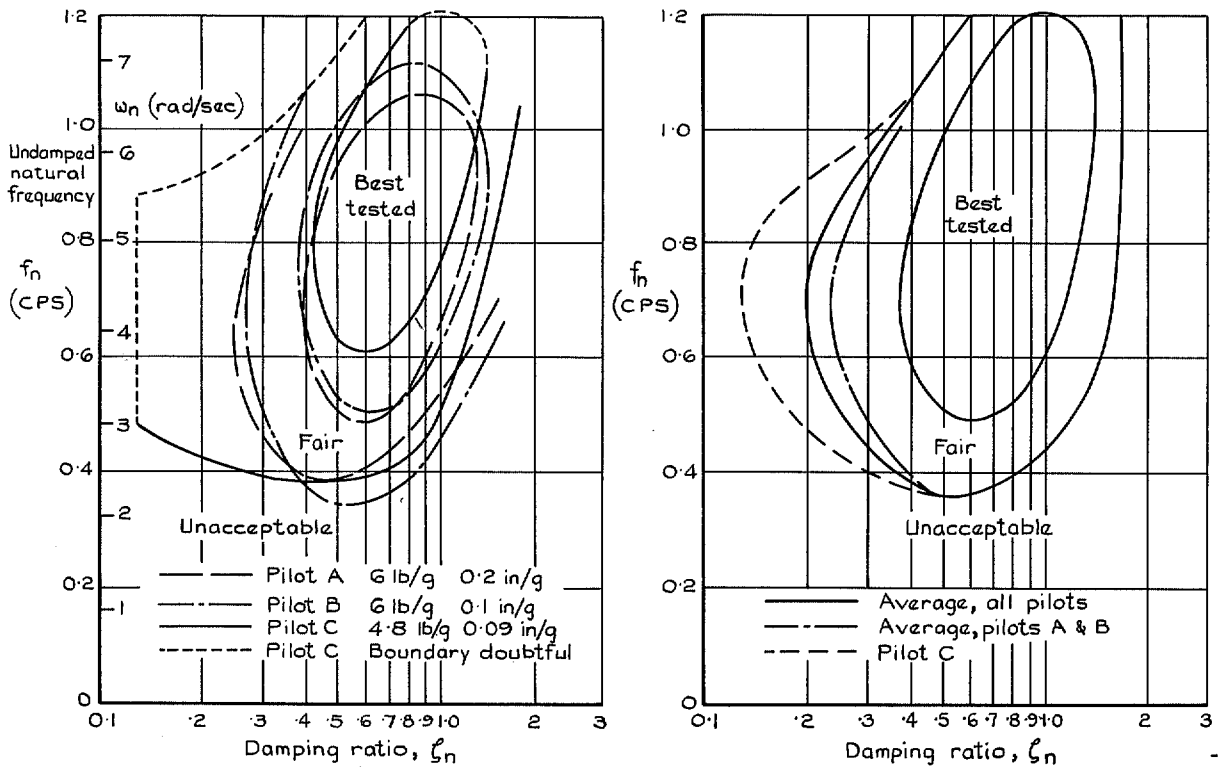 1·2
7
ωn (rad/sec)
1·0
Undamped
natural
frequency
6
0·8
5
fn
(CPS)
4
0·6
3
0·4
2
0·2
1
0
Best
tested
Fair
Unacceptable
Pilot A 6 lb/g 0·2 in/g
Pilot B 6 lb/g 0·1 in/g
Pilot C 4·8 lb/g 0·09 in/g
Pilot C Boundary doubtful
0·1 ·2 ·3 ·4 ·5 ·6 ·7 ·8 ·9 1·0 2 3
Damping ratio, ζn
1·2
1·0
0·8
fn
(CPS)
0·6
0·4
0·2
0
Best
tested
Fair
Unacceptable
Average, all pilots
Average, pilots A & B
Pilot C
0·1 ·2 ·3 ·4 ·5 ·6 ·7 ·8 ·9 1·0 2 3
Damping ratio, ζn